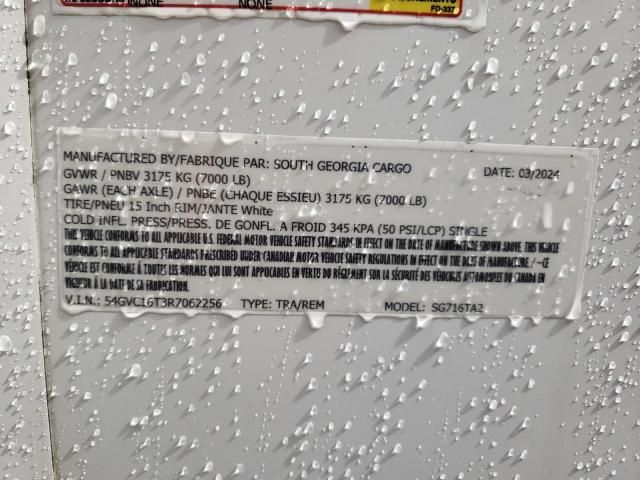 NONE NONE
FD-337
MANUFACTURED BY/FABRIQUE PAR: SOUTH GEORGIA CARGO DATE: 03/2024
GVWR / PNBV 3175 KG (7000 LB)
GAWR (EACH AXLE) / PNBE (CHAQUE ESSIEU) 3175 KG (7000 LB)
TIRE/PNEU 15 Inch RIM/JANTE White
COLD INFL. PRESS/PRESS. DE GONFL. A FROID 345 KPA (50 PSI/LCP) SINGLE
THIS VEHICLE CONFORMS TO ALL APPLICABLE U.S. FEDERAL MOTOR VEHICLE SAFETY STANDARDS IN EFFECT ON THE DATE OF MANUFACTURE SHOWN ABOVE. THIS VEHICLE
CONFORMS TO ALL APPLICABLE STANDARDS PRESCRIBED UNDER CANADIAN MOTOR VEHICLE SAFETY REGULATIONS IN EFFECT ON THE DATE OF MANUFACTURE. /-CE
VÉHICULE EST CONFORME A TOUTES LES NORMES QUI LUI SONT APPLICABLES EN VERTU DU RÉGLEMENT SUR LA SÉCURITÉ DES VÉHICULES AUTOMOBILES DU CANADA EN
VIGUEUR A LA DATE DE SA FABRICATION.
V.I.N.: 54GVC16T3R7062256 TYPE: TRA/REM MODEL: SG716TA2